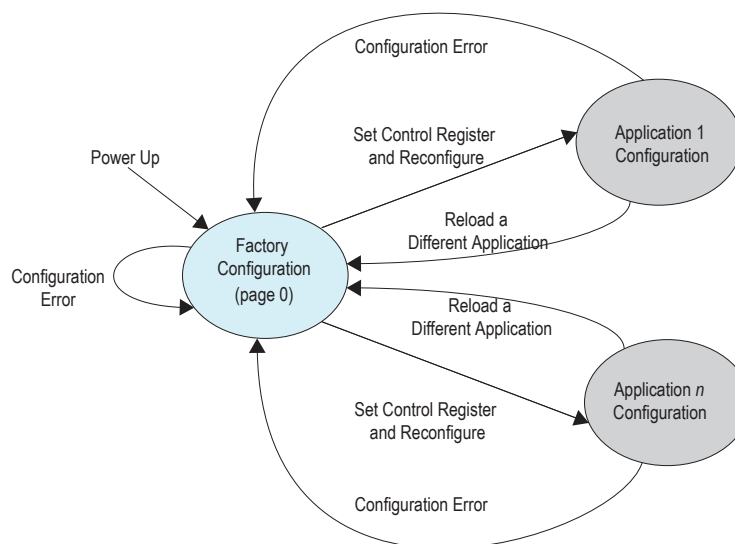 Configuration Error
Application 1
Configuration
Set Control Register
and Reconfigure
Power Up
Reload a
Different Application
Factory
Configuration
(page 0)
Configuration
Error
Reload a
Different Application
Application n
Configuration
Set Control Register
and Reconfigure
Configuration Error